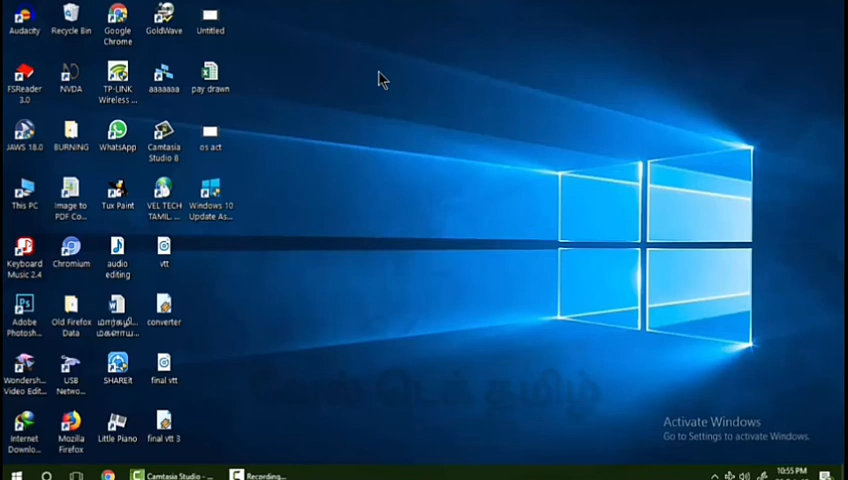 Audacity
Recycle Bin
Google
Chrome
GoldWave
Untitled
FSReader
3.0
NVDA
TP-LINK
Wireless ...
aaaaaaa
pay drawn
JAWS 18.0
BURNING
WhatsApp
Camtasia
Studio 8
os act
This PC
Image to
PDF Co...
Tux Paint
VEL TECH
TAMIL. ...
Windows 10
Update As...
Keyboard
Music 2.4
Chromium
audio
editing
vtt
Adobe
Photosh...
Old Firefox
Data
converter
Wondersh...
Video Edit...
USB
Netwo...
SHAREit
final vtt
Internet
Downlo...
Mozilla
Firefox
Little Piano
final vtt 3
Activate Windows
Go to Settings to activate Windows.
Camtasia Studio - ...
Recording...
10:55 PM